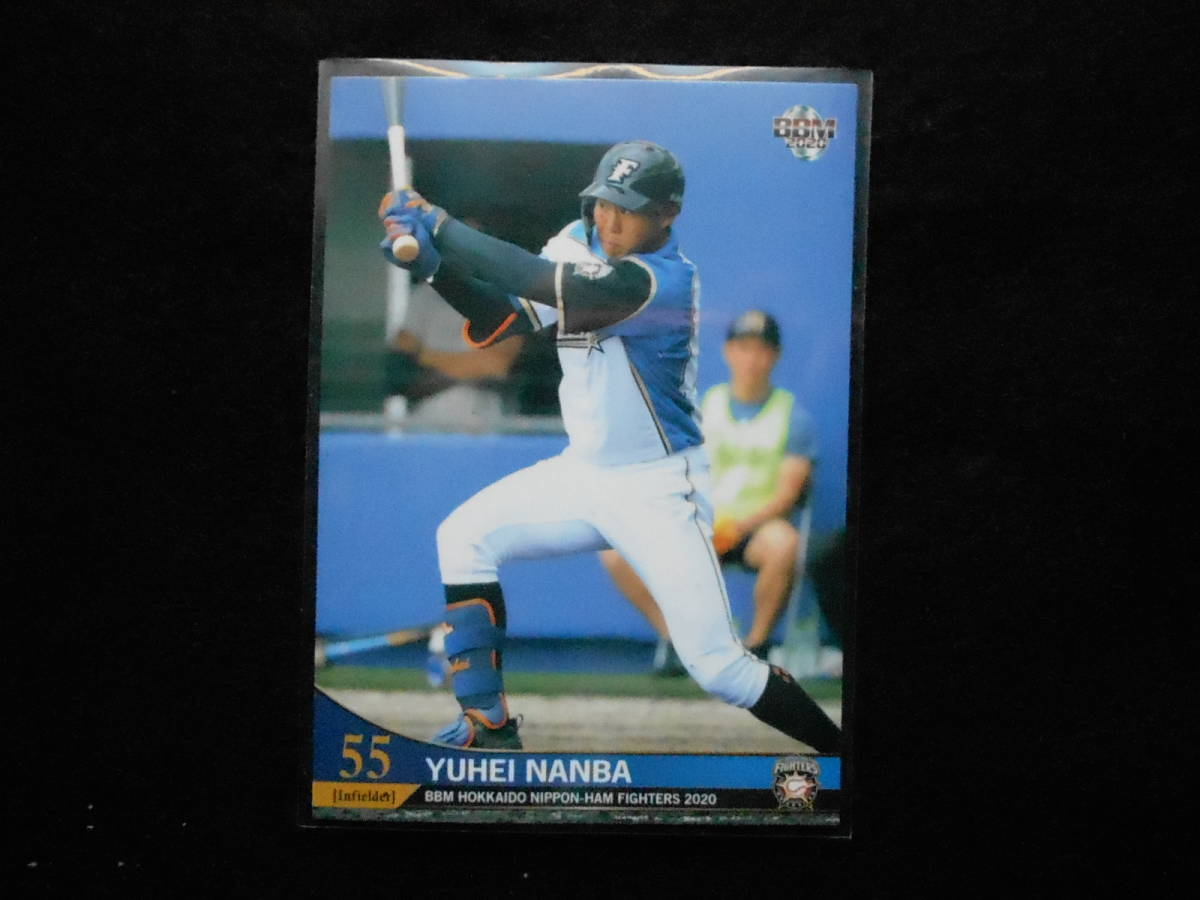 BBM
2020
F
55
YUHEI NANBA
FIGHTERS
[Infielder]
BBM HOKKAIDO NIPPON-HAM FIGHTERS 2020